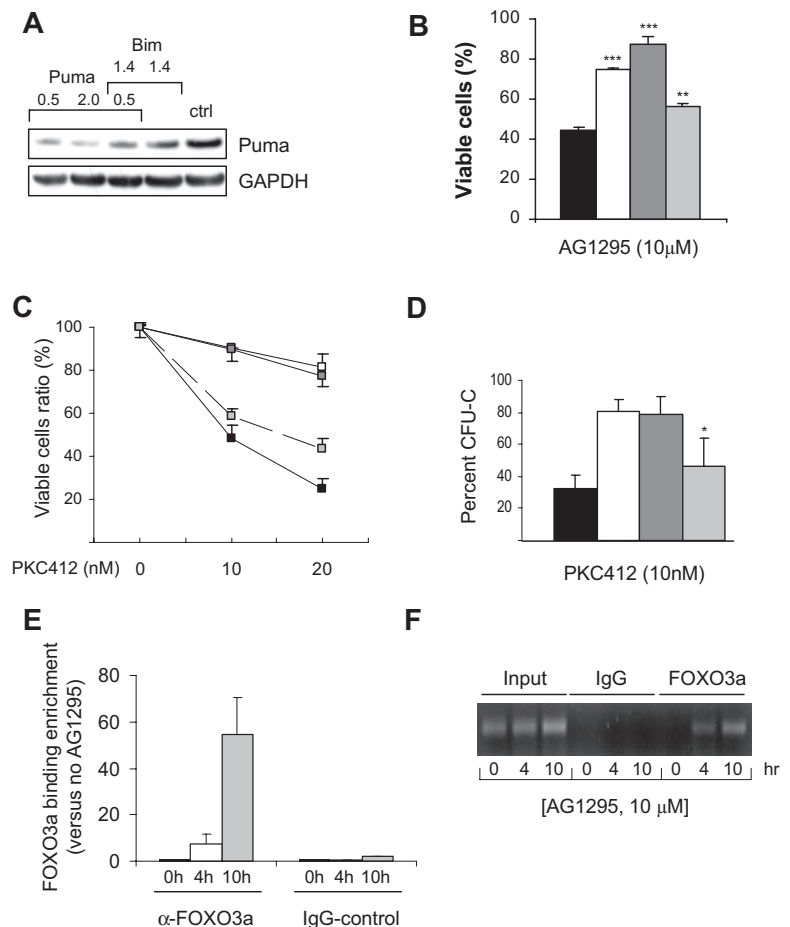 A
Bim
1.4 1.4
Puma
0.5 2.0 0.5
ctrl
Puma
GAPDH
B
Viable cells (%)
100
80
60
40
20
0
***
***
**
AG1295 (10μM)
C
Viable cells ratio (%)
100
80
60
40
20
PKC412 (nM) 0 10 20
D
Percent CFU-C
100
80
60
40
20
*
PKC412 (10nM)
E
FOXO3a binding enrichment
(versus no AG1295)
80
60
40
20
0
0h 4h 10h 0h 4h 10h
α-FOXO3a IgG-control
F
Input IgG FOXO3a
0 4 10 0 4 10 0 4 10 hr
[AG1295, 10 μM]